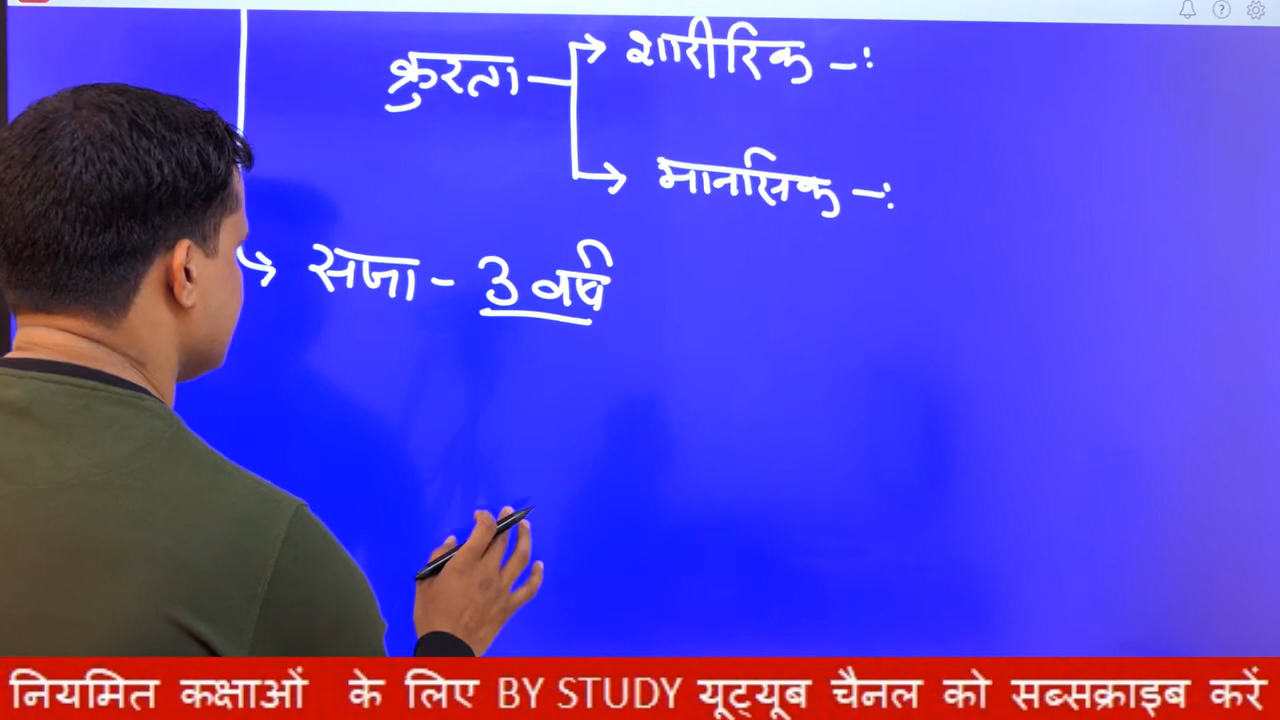 क्रुरता → शारीरिक -:
→ मानसिक -:
→ सजा - 3 वर्ष
नियमित कक्षाओं के लिए BY STUDY यूट्यूब चैनल को सब्सक्राइब करें